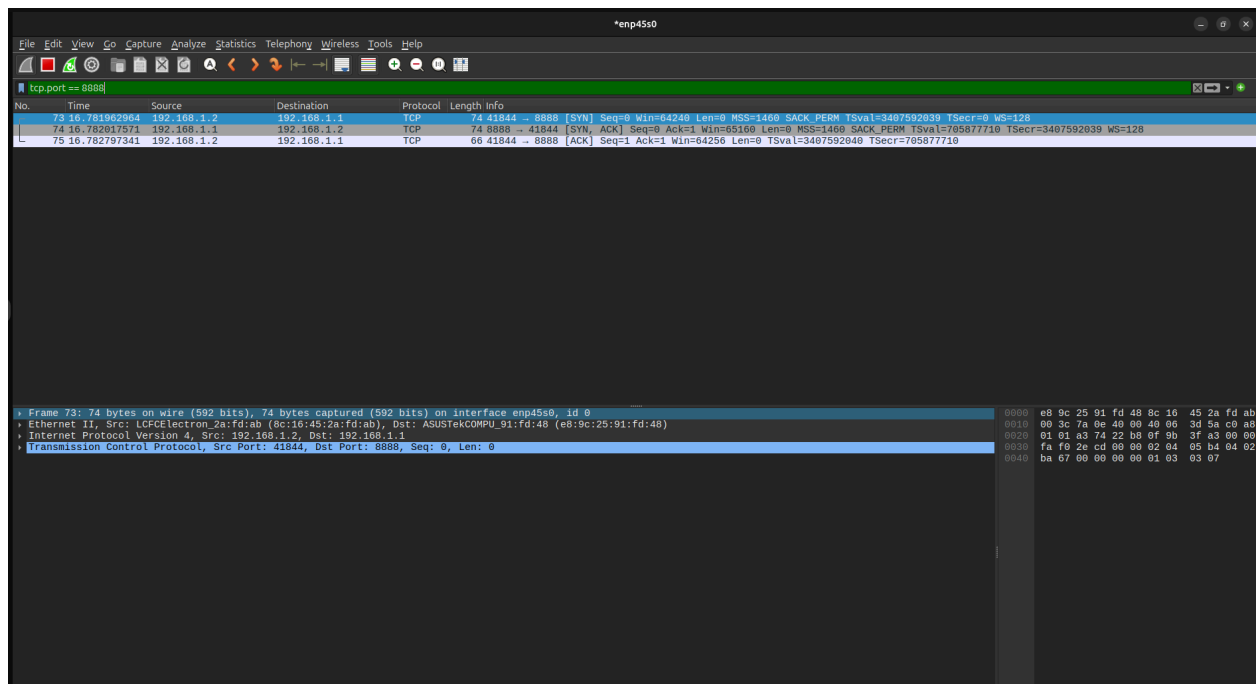 *enp45s0
File Edit View Go Capture Analyze Statistics Telephony Wireless Tools Help
tcp.port == 8888
No. Time Source Destination Protocol Length Info
73 16.781962964 192.168.1.2 192.168.1.1 TCP 74 41844 → 8888 [SYN] Seq=0 Win=64240 Len=0 MSS=1460 SACK_PERM TSval=3407592039 TSecr=0 WS=128
74 16.782017571 192.168.1.1 192.168.1.2 TCP 74 8888 → 41844 [SYN, ACK] Seq=0 Ack=1 Win=65160 Len=0 MSS=1460 SACK_PERM TSval=705877710 TSecr=3407592039 WS=128
75 16.782797341 192.168.1.2 192.168.1.1 TCP 66 41844 → 8888 [ACK] Seq=1 Ack=1 Win=64256 Len=0 TSval=3407592040 TSecr=705877710
Frame 73: 74 bytes on wire (592 bits), 74 bytes captured (592 bits) on interface enp45s0, id 0
Ethernet II, Src: LCFCElectron_2a:fd:ab (8c:16:45:2a:fd:ab), Dst: ASUSTekCOMPU_91:fd:48 (e8:9c:25:91:fd:48)
Internet Protocol Version 4, Src: 192.168.1.2, Dst: 192.168.1.1
Transmission Control Protocol, Src Port: 41844, Dst Port: 8888, Seq: 0, Len: 0
0000 e8 9c 25 91 fd 48 8c 16 45 2a fd ab
0010 00 3c 7a 0e 40 00 40 06 3d 5a c0 a8
0020 01 01 a3 74 22 b8 0f 9b 3f a3 00 00
0030 fa f0 2e cd 00 00 02 04 05 b4 04 02
0040 ba 67 00 00 00 00 01 03 03 07